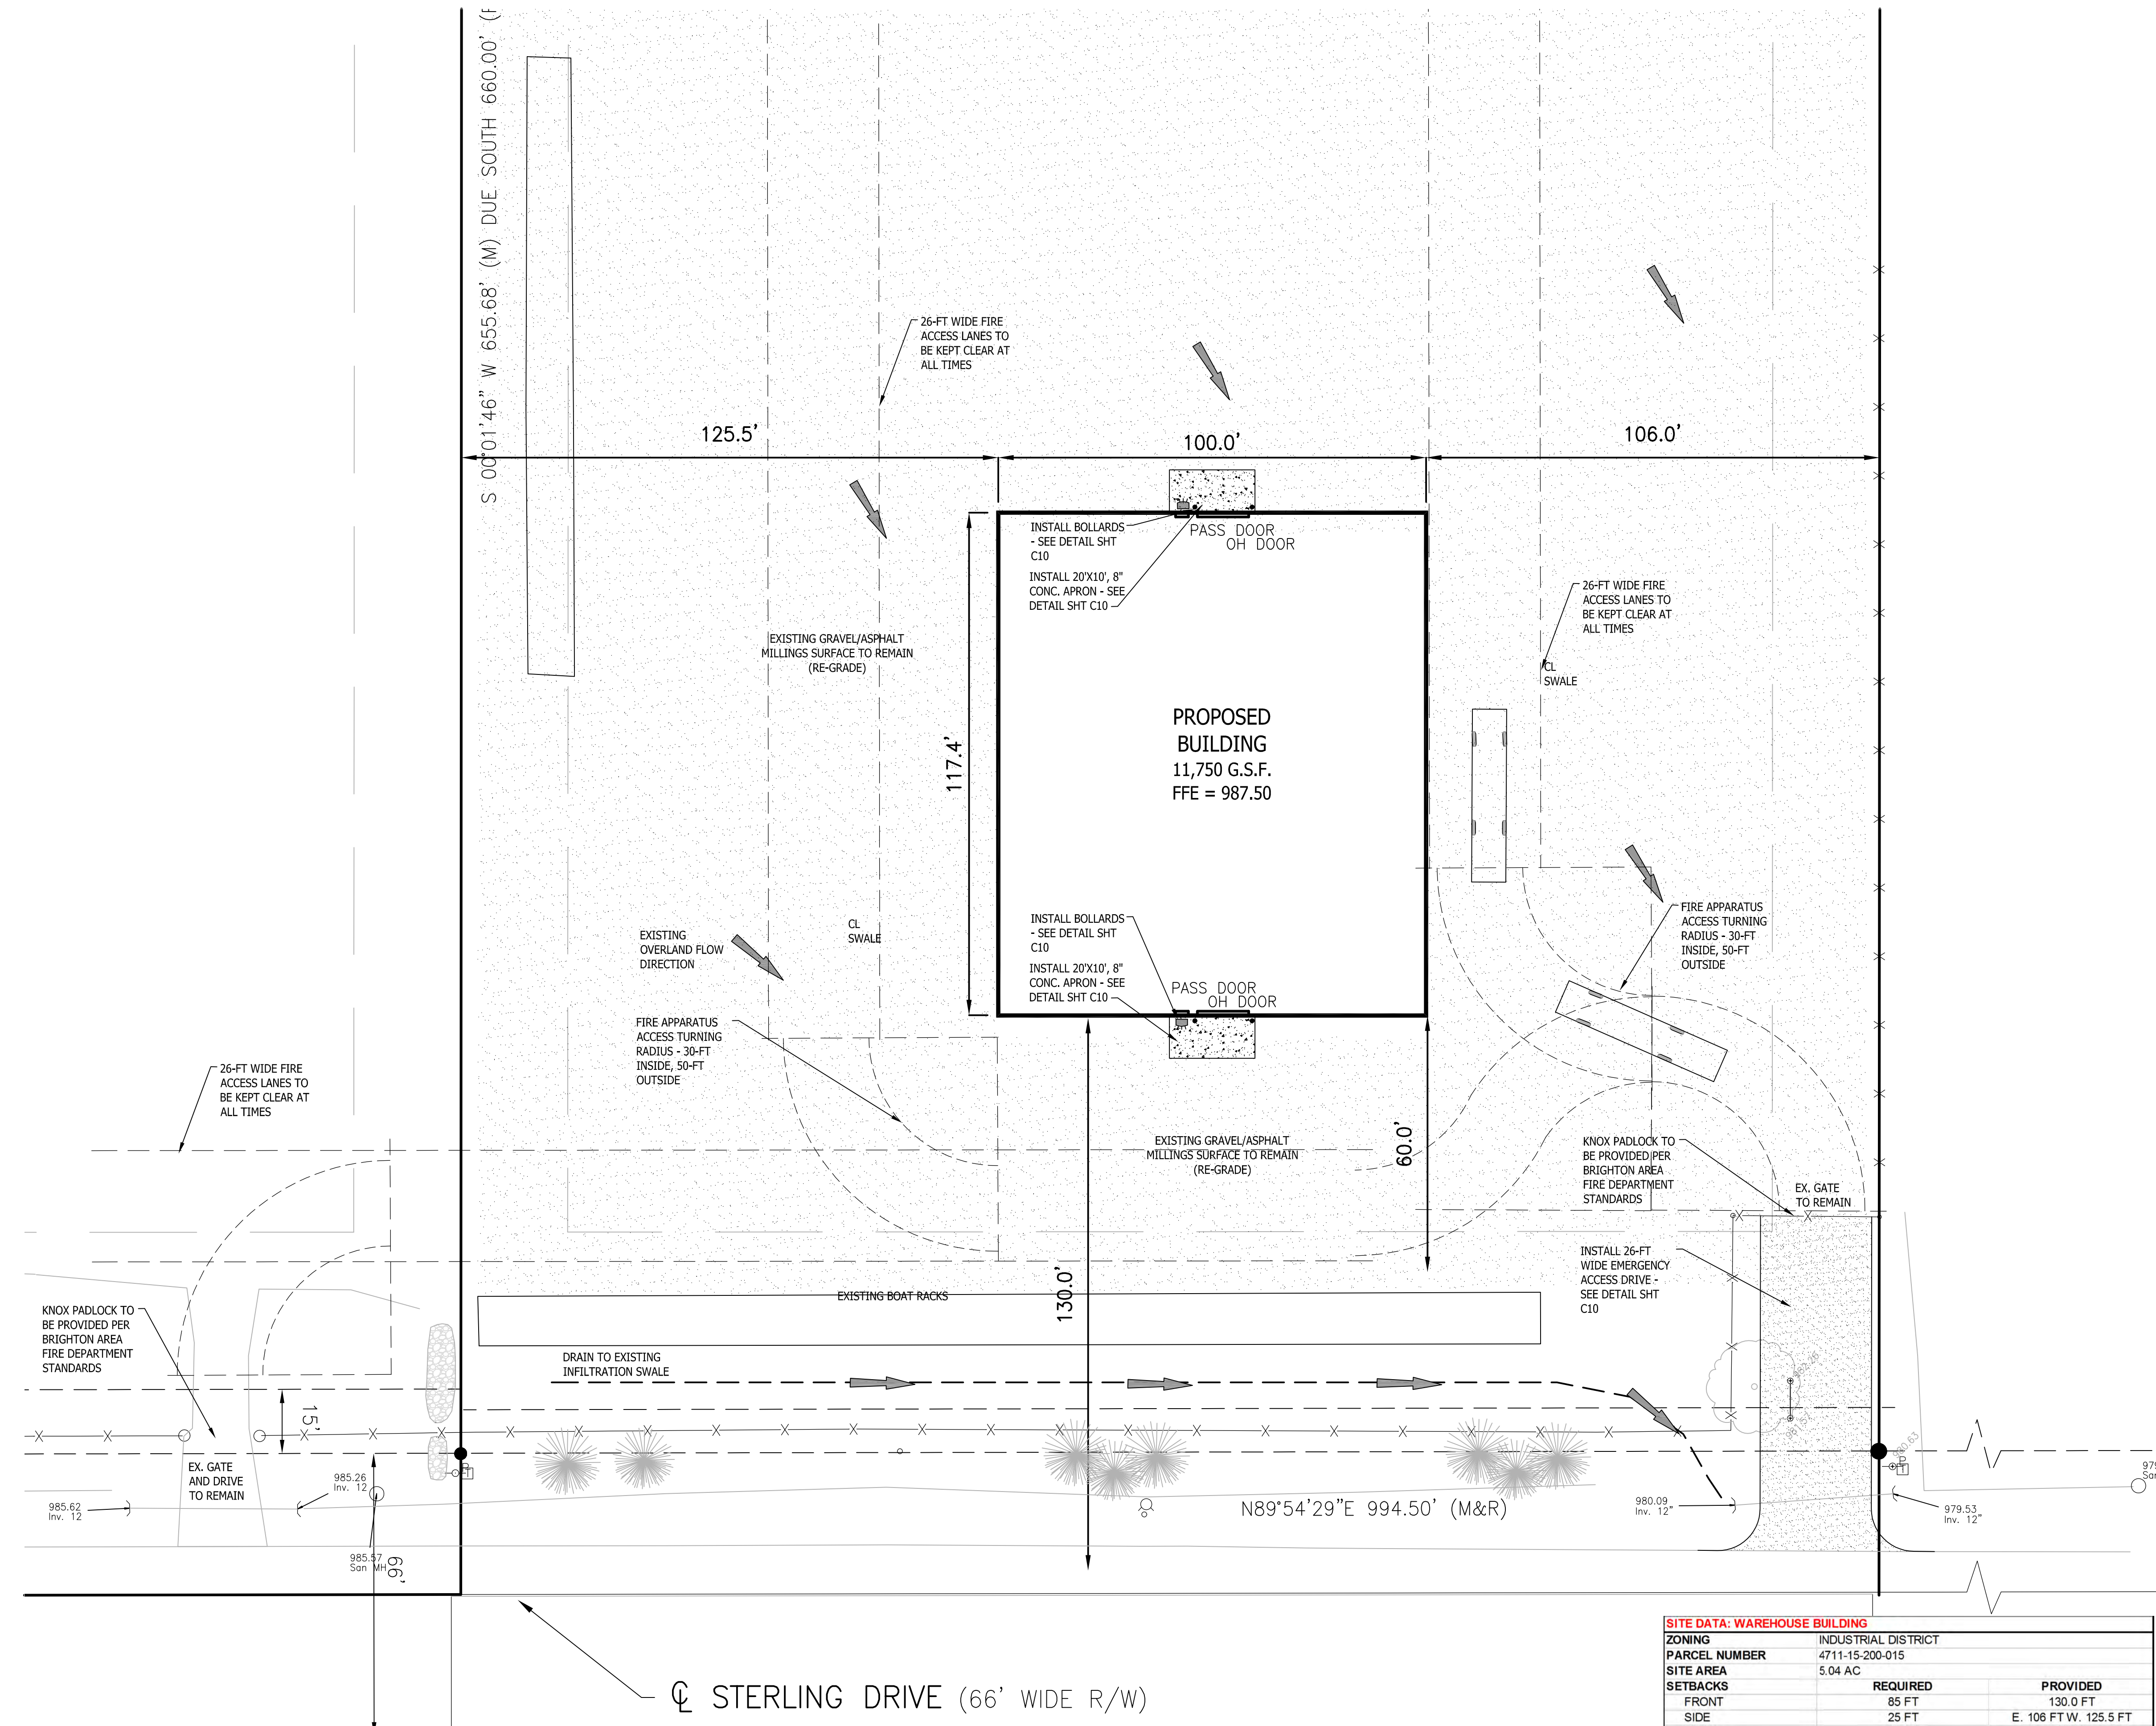 S 00°01'46" W 655.68' (M) DUE SOUTH 660.00'
26-FT WIDE FIRE
ACCESS LANES TO
BE KEPT CLEAR AT
ALL TIMES
125.5'
100.0'
106.0'
INSTALL BOLLARDS
- SEE DETAIL SHT
C10
PASS DOOR
OH DOOR
INSTALL 20'X10', 8"
CONC. APRON - SEE
DETAIL SHT C10
26-FT WIDE FIRE
ACCESS LANES TO
BE KEPT CLEAR AT
ALL TIMES
EXISTING GRAVEL/ASPHALT
MILLINGS SURFACE TO REMAIN
(RE-GRADE)
CL
SWALE
117.4'
PROPOSED
BUILDING
11,750 G.S.F.
FFE = 987.50
EXISTING
OVERLAND FLOW
DIRECTION
CL
SWALE
INSTALL BOLLARDS
- SEE DETAIL SHT
C10
INSTALL 20'X10', 8"
CONC. APRON - SEE
DETAIL SHT C10
PASS DOOR
OH DOOR
FIRE APPARATUS
ACCESS TURNING
RADIUS - 30-FT
INSIDE, 50-FT
OUTSIDE
FIRE APPARATUS
ACCESS TURNING
RADIUS - 30-FT
INSIDE, 50-FT
OUTSIDE
26-FT WIDE FIRE
ACCESS LANES TO
BE KEPT CLEAR AT
ALL TIMES
EXISTING GRAVEL/ASPHALT
MILLINGS SURFACE TO REMAIN
(RE-GRADE)
60.0'
KNOX PADLOCK TO
BE PROVIDED PER
BRIGHTON AREA
FIRE DEPARTMENT
STANDARDS
EX. GATE
TO REMAIN
INSTALL 26-FT
WIDE EMERGENCY
ACCESS DRIVE -
SEE DETAIL SHT
C10
130.0'
EXISTING BOAT RACKS
KNOX PADLOCK TO
BE PROVIDED PER
BRIGHTON AREA
FIRE DEPARTMENT
STANDARDS
DRAIN TO EXISTING
INFILTRATION SWALE
15'
EX. GATE
AND DRIVE
TO REMAIN
985.26
Inv. 12
985.62
Inv. 12
985.57
San MH
66'
N89°54'29"E 994.50' (M&R)
980.09
Inv. 12"
979.53
Inv. 12"
℄ STERLING DRIVE (66' WIDE R/W)
SITE DATA: WAREHOUSE BUILDING
ZONING INDUSTRIAL DISTRICT
PARCEL NUMBER 4711-15-200-015
SITE AREA 5.04 AC
SETBACKS REQUIRED PROVIDED
FRONT 85 FT 130.0 FT
SIDE 25 FT E. 106 FT W. 125.5 FT